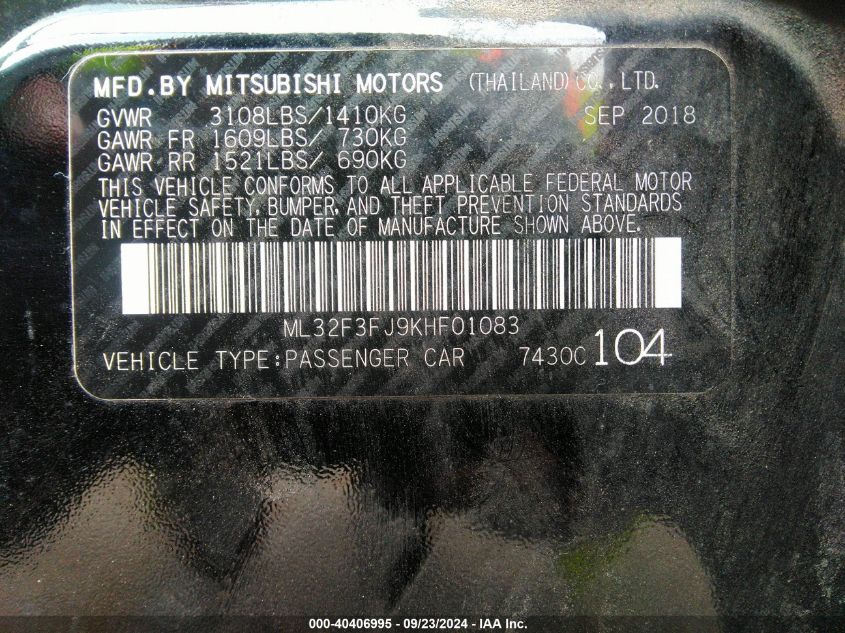 MFD.BY MITSUBISHI MOTORS (THAILAND) CO., LTD.
GVWR 3108LBS/1410KG SEP 2018
GAWR FR 1609LBS/ 730KG
GAWR RR 1521LBS/ 690KG
THIS VEHICLE CONFORMS TO ALL APPLICABLE FEDERAL MOTOR
VEHICLE SAFETY, BUMPER, AND THEFT PREVENTION STANDARDS
IN EFFECT ON THE DATE OF MANUFACTURE SHOWN ABOVE.
ML32F3FJ9KHF01083
VEHICLE TYPE:PASSENGER CAR 7430C 104
000-40406995 - 09/23/2024 - IAA Inc.